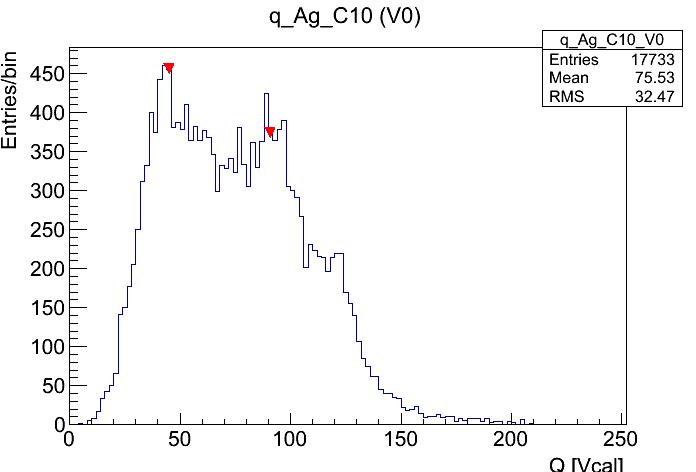 q_Ag_C10 (V0)
q_Ag_C10_V0
Entries 17733
Mean 75.53
RMS 32.47
Entries/bin
450
400
350
300
250
200
150
100
50
0
0 50 100 150 200 250
Q [Vcal]